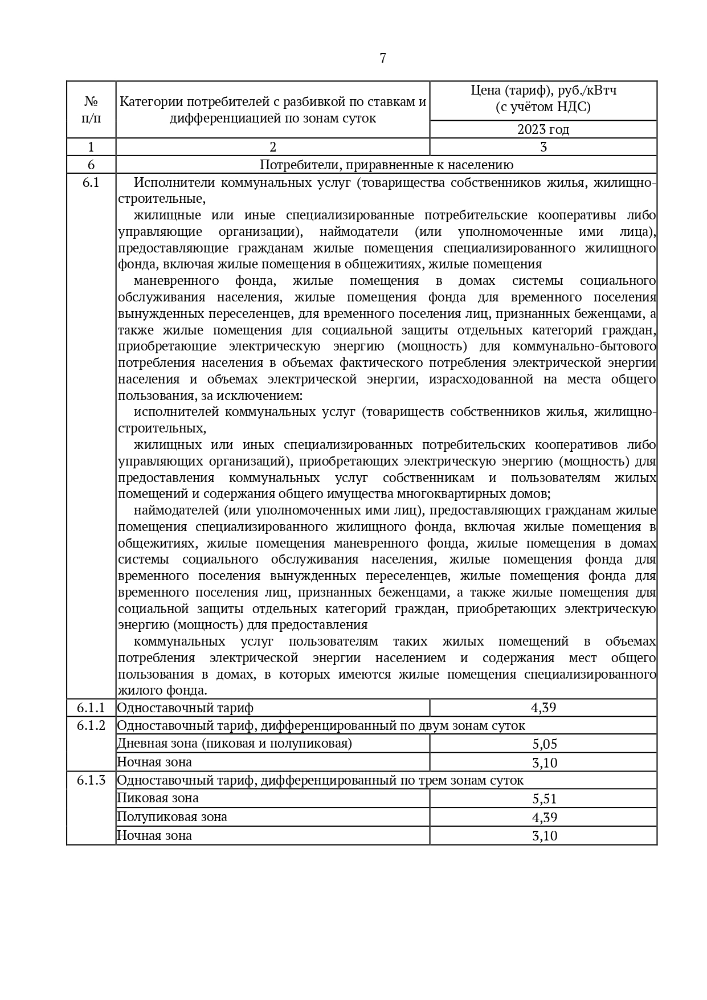 7
№
п/п
Категории потребителей с разбивкой по ставкам и
дифференциацией по зонам суток
Цена (тариф), руб./кВтч
(с учётом НДС)
2023 год
1
2
3
6
Потребители, приравненные к населению
6.1
Исполнители коммунальных услуг (товарищества собственников жилья, жилищно-
строительные,
жилищные или иные специализированные потребительские кооперативы либо
управляющие организации), наймодатели (или уполномоченные ими лица),
предоставляющие гражданам жилые помещения специализированного жилищного
фонда, включая жилые помещения в общежитиях, жилые помещения
маневренного фонда, жилые помещения в домах системы социального
обслуживания населения, жилые помещения фонда для временного поселения
вынужденных переселенцев, для временного поселения лиц, признанных беженцами, а
также жилые помещения для социальной защиты отдельных категорий граждан,
приобретающие электрическую энергию (мощность) для коммунально-бытового
потребления населения в объемах фактического потребления электрической энергии
населения и объемах электрической энергии, израсходованной на места общего
пользования, за исключением:
исполнителей коммунальных услуг (товариществ собственников жилья, жилищно-
строительных,
жилищных или иных специализированных потребительских кооперативов либо
управляющих организаций), приобретающих электрическую энергию (мощность) для
предоставления коммунальных услуг собственникам и пользователям жилых
помещений и содержания общего имущества многоквартирных домов;
наймодателей (или уполномоченных ими лиц), предоставляющих гражданам жилые
помещения специализированного жилищного фонда, включая жилые помещения в
общежитиях, жилые помещения маневренного фонда, жилые помещения в домах
системы социального обслуживания населения, жилые помещения фонда для
временного поселения вынужденных переселенцев, жилые помещения фонда для
временного поселения лиц, признанных беженцами, а также жилые помещения для
социальной защиты отдельных категорий граждан, приобретающих электрическую
энергию (мощность) для предоставления
коммунальных услуг пользователям таких жилых помещений в объемах
потребления электрической энергии населением и содержания мест общего
пользования в домах, в которых имеются жилые помещения специализированного
жилого фонда.
6.1.1 Одноставочный тариф 4,39
6.1.2 Одноставочный тариф, дифференцированный по двум зонам суток
Дневная зона (пиковая и полупиковая) 5,05
Ночная зона 3,10
6.1.3 Одноставочный тариф, дифференцированный по трем зонам суток
Пиковая зона 5,51
Полупиковая зона 4,39
Ночная зона 3,10